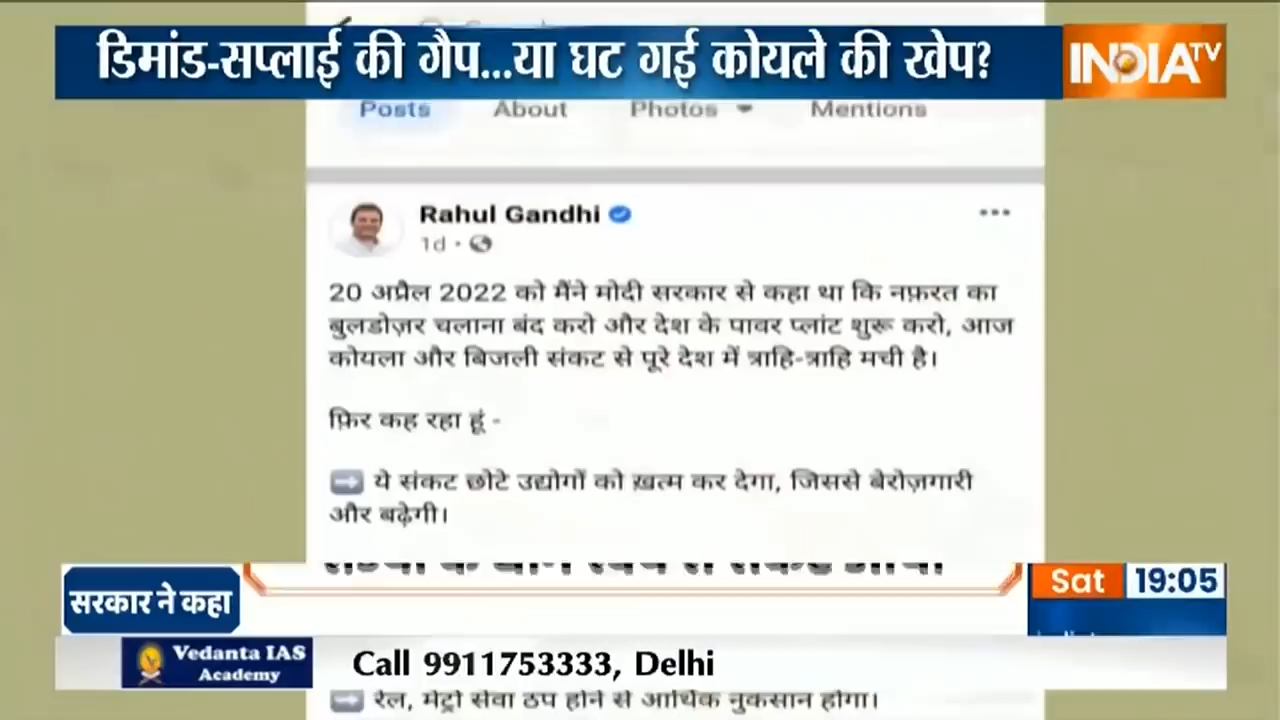 डिमांड-सप्लाई की गैप...या घट गई कोयले की खेप?
INDIA TV
Posts About Photos Mentions
Rahul Gandhi
1d
20 अप्रैल 2022 को मैंने मोदी सरकार से कहा था कि नफ़रत का
बुलडोज़र चलाना बंद करो और देश के पावर प्लांट शुरू करो, आज
कोयला और बिजली संकट से पूरे देश में त्राहि-त्राहि मची है।
फ़िर कह रहा हूं -
ये संकट छोटे उद्योगों को ख़त्म कर देगा, जिससे बेरोज़गारी
और बढ़ेगी।
सरकार ने कहा
Sat 19:05
Vedanta IAS
Academy
Call 9911753333, Delhi
रेल, मेट्रो सेवा ठप होने से आर्थिक नुकसान होगा।